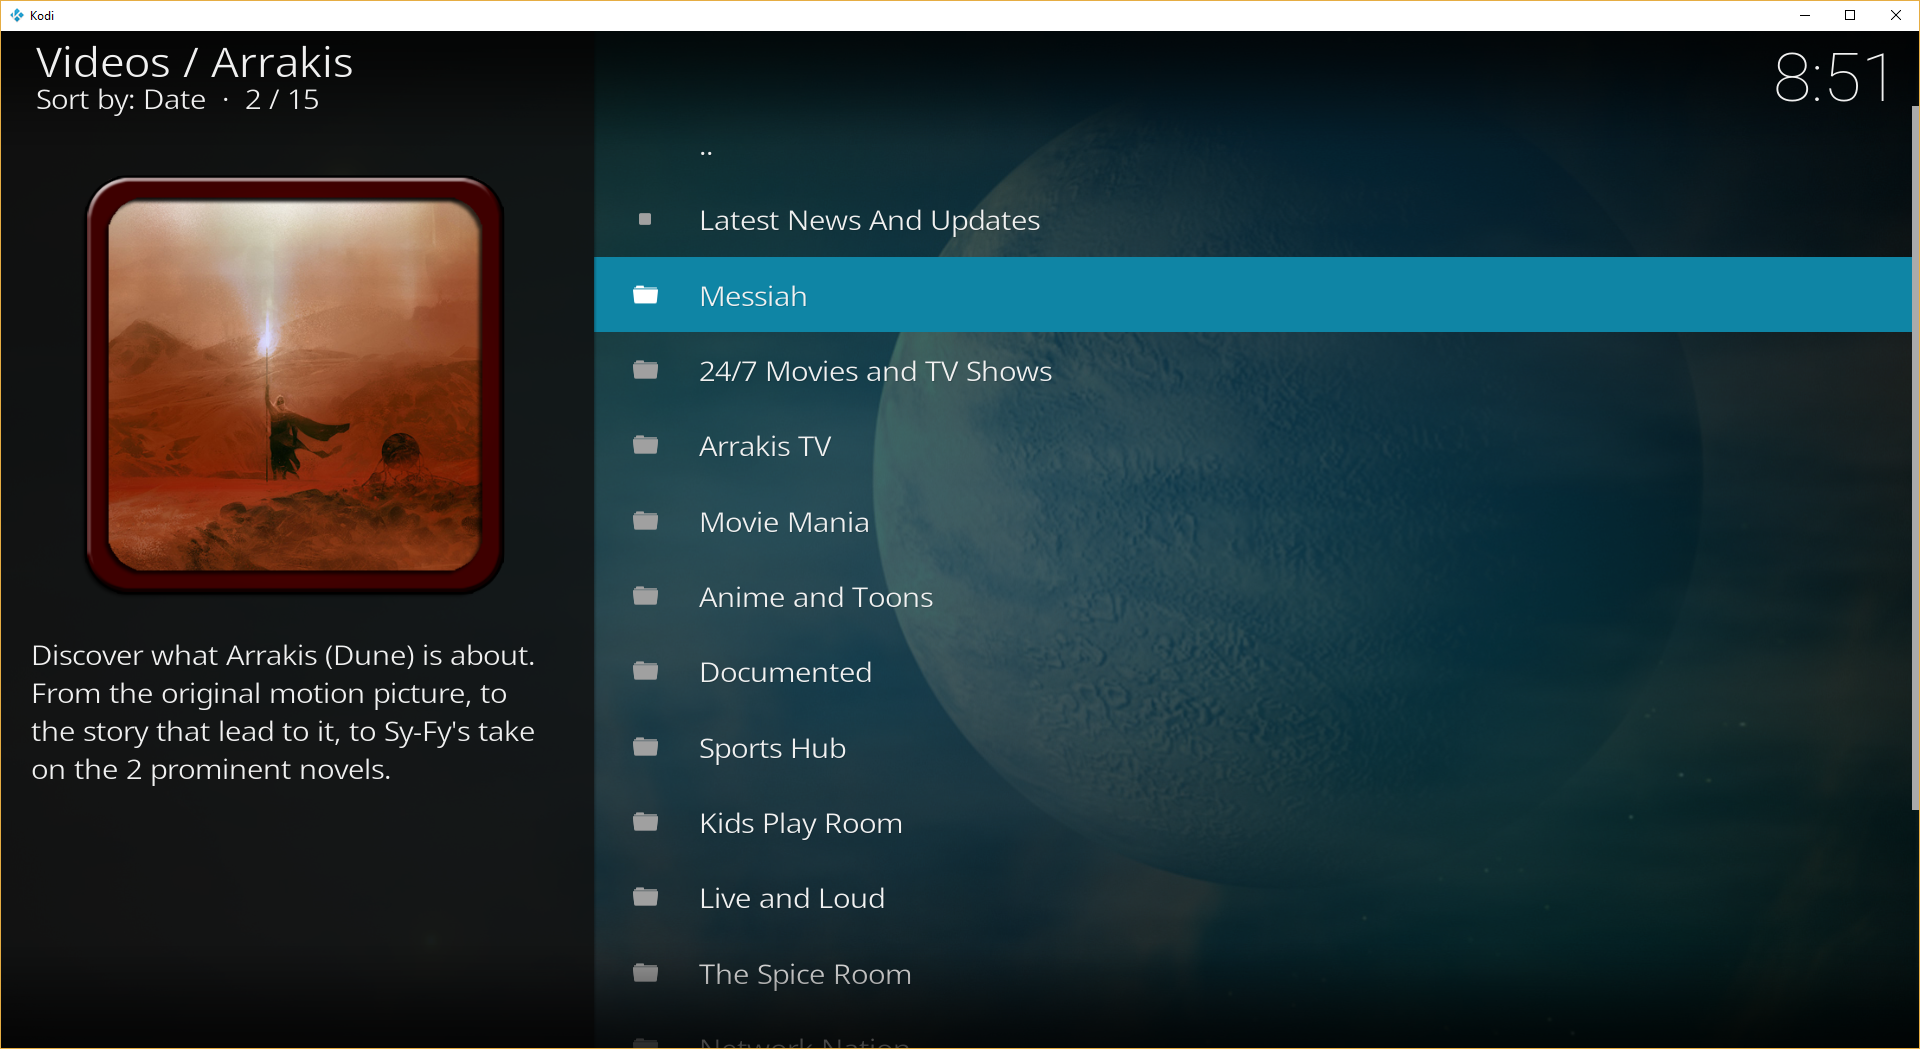 Kodi
Videos / Arrakis
Sort by: Date · 2 / 15
8:51
..
Latest News And Updates
Messiah
24/7 Movies and TV Shows
Arrakis TV
Movie Mania
Anime and Toons
Documented
Sports Hub
Kids Play Room
Live and Loud
The Spice Room
Network Nation
Discover what Arrakis (Dune) is about.
From the original motion picture, to
the story that lead to it, to Sy-Fy's take
on the 2 prominent novels.